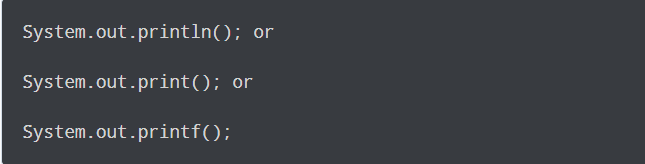 System.out.println(); or
System.out.print(); or
System.out.printf();